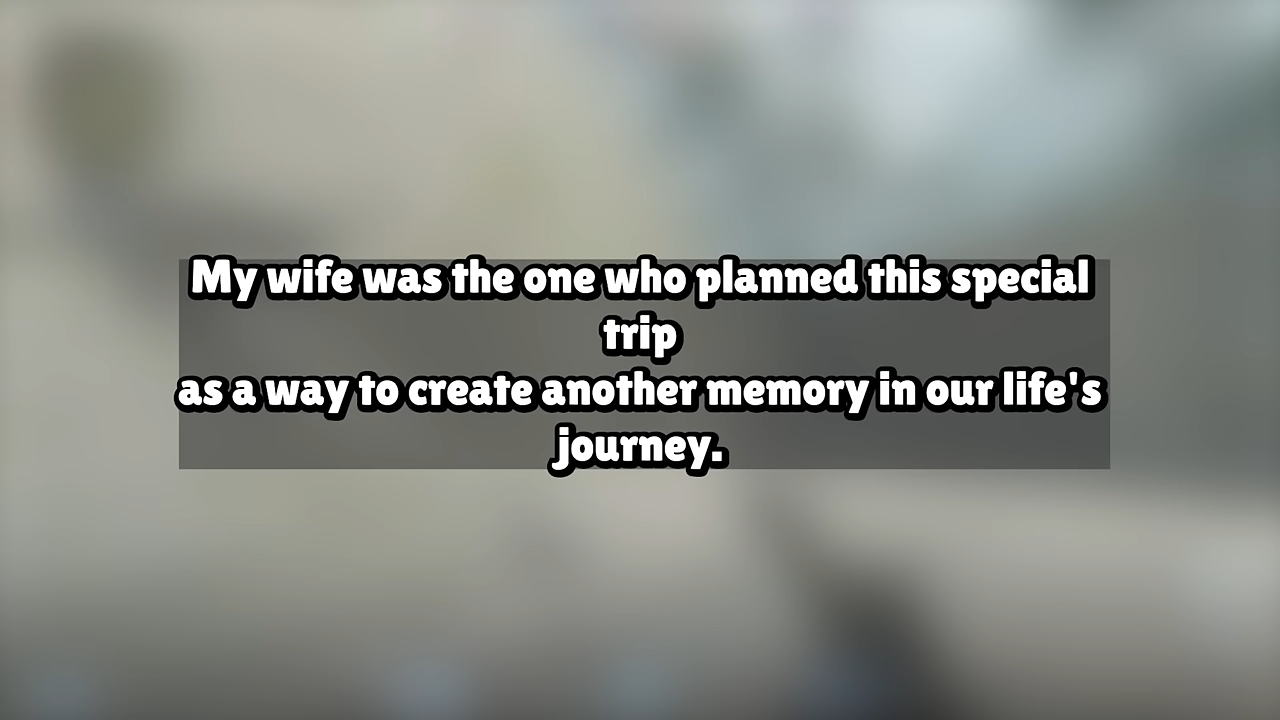 My wife was the one who planned this special
trip
as a way to create another memory in our life's
journey.